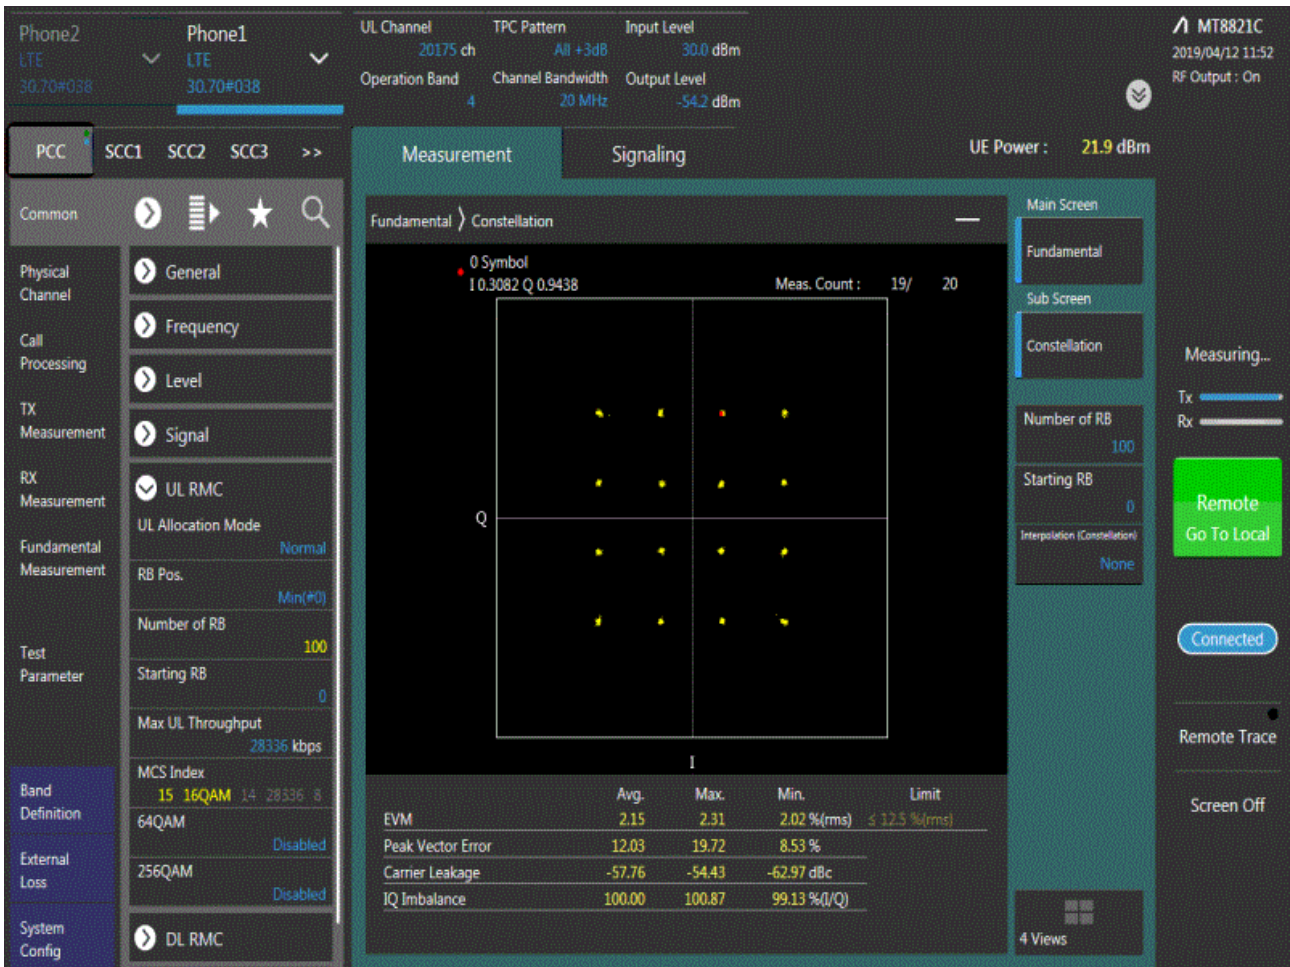 Phone2
LTE
30.70#038
Phone1
LTE
30.70#038
UL Channel
20175 ch
TPC Pattern
All +3dB
Input Level
30.0 dBm
Operation Band
4
Channel Bandwidth
20 MHz
Output Level
-54.2 dBm
MT8821C
2019/04/12 11:52
RF Output : On
PCC SCC1 SCC2 SCC3 >>
Measurement
Signaling
UE Power : 21.9 dBm
Common
Physical
Channel
Call
Processing
TX
Measurement
RX
Measurement
Fundamental
Measurement
Test
Parameter
Band
Definition
External
Loss
System
Config
General
Frequency
Level
Signal
UL RMC
UL Allocation Mode
Normal
RB Pos.
Min(#0)
Number of RB
100
Starting RB
0
Max UL Throughput
28336 kbps
MCS Index
15 16QAM 14 28336 8
64QAM
Disabled
256QAM
Disabled
DL RMC
Fundamental 〉 Constellation
0 Symbol
I 0.3082 Q 0.9438
Meas. Count : 19/ 20
Q
I
Avg. Max. Min. Limit
EVM 2.15 2.31 2.02 %(rms) ≤ 12.5 %(rms)
Peak Vector Error 12.03 19.72 8.53 %
Carrier Leakage -57.76 -54.43 -62.97 dBc
IQ Imbalance 100.00 100.87 99.13 %(I/Q)
Main Screen
Fundamental
Sub Screen
Constellation
Number of RB
100
Starting RB
0
Interpolation (Constellation)
None
4 Views
Measuring...
Tx
Rx
Remote
Go To Local
Connected
Remote Trace
Screen Off